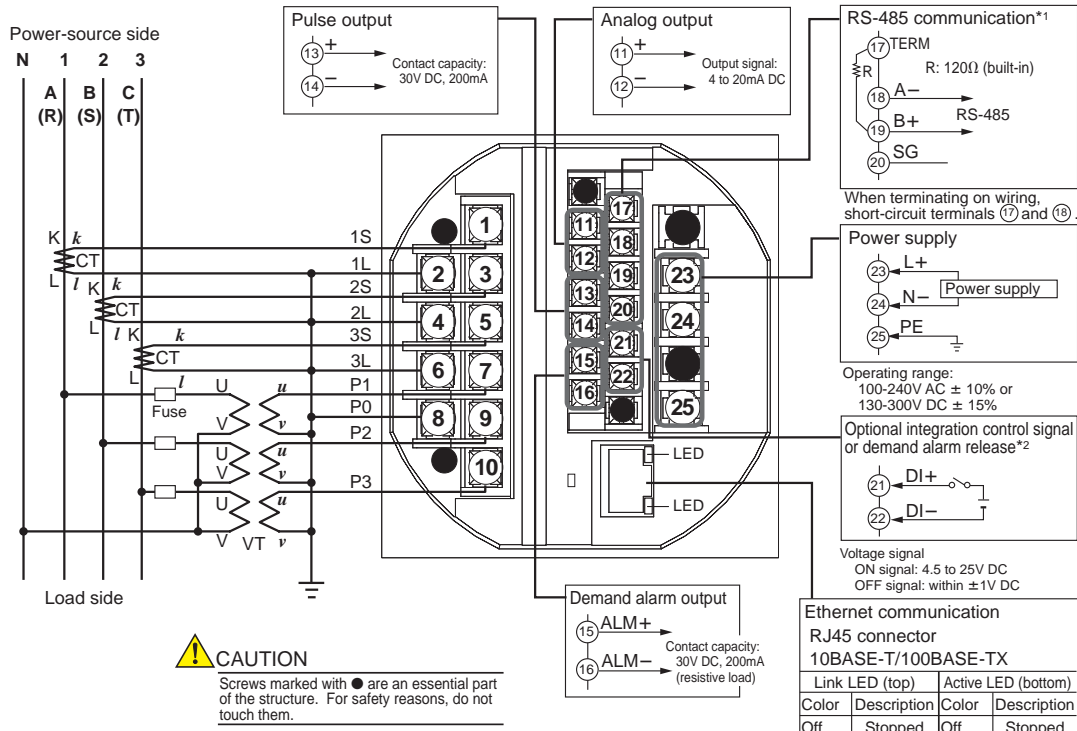 Power-source side
N 1 2 3
A B C
(R) (S) (T)
Pulse output
13 +
14 −
Contact capacity:
30V DC, 200mA
Analog output
11 +
12 −
Output signal:
4 to 20mA DC
RS-485 communication*1
17 TERM
R
R: 120Ω (built-in)
18 A−
RS-485
19 B+
20 SG
When terminating on wiring,
short-circuit terminals 17 and 18 .
Power supply
23 L+
Power supply
24 N−
25 PE
Operating range:
100-240V AC ± 10% or
130-300V DC ± 15%
Optional integration control signal
or demand alarm release*2
21 DI+
22 DI−
Voltage signal
ON signal: 4.5 to 25V DC
OFF signal: within ±1V DC
Ethernet communication
RJ45 connector
10BASE-T/100BASE-TX
Link LED (top) Active LED (bottom)
Color Description Color Description
Off Stopped Off Stopped
K k 1S
CT
L l 1L
K k 2S
CT
L l 2L
K k 3S
CT
L 3L
l U u P1
Fuse
V v P0
U u P2
V v
U u P3
V VT v
1
2 3
4 5
6 7
8 9
10
11
12
13
14
15
16
17
18
19
20
21
22
23
24
25
LED
LED
Load side
Demand alarm output
15 ALM+
16 ALM−
Contact capacity:
30V DC, 200mA
(resistive load)
! CAUTION
Screws marked with ● are an essential part
of the structure. For safety reasons, do not
touch them.